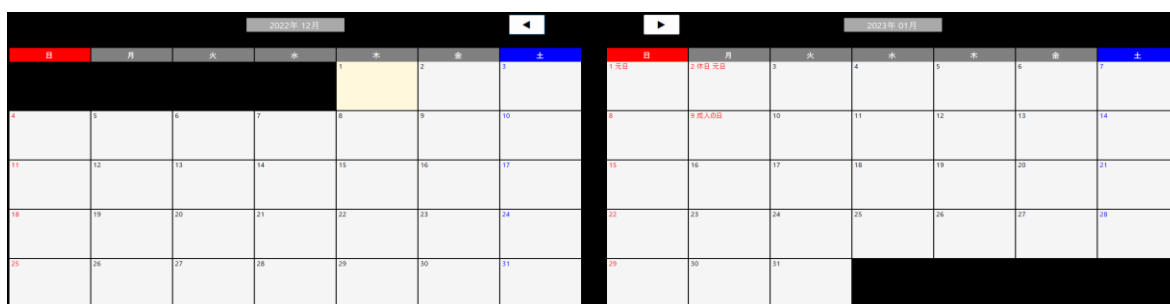 2022年 12月
◀
日 月 火 水 木 金 土
1 2 3
4 5 6 7 8 9 10
11 12 13 14 15 16 17
18 19 20 21 22 23 24
25 26 27 28 29 30 31
▶
2023年 01月
日 月 火 水 木 金 土
1 元日 2 休日 元日 3 4 5 6 7
8 9 成人の日 10 11 12 13 14
15 16 17 18 19 20 21
22 23 24 25 26 27 28
29 30 31